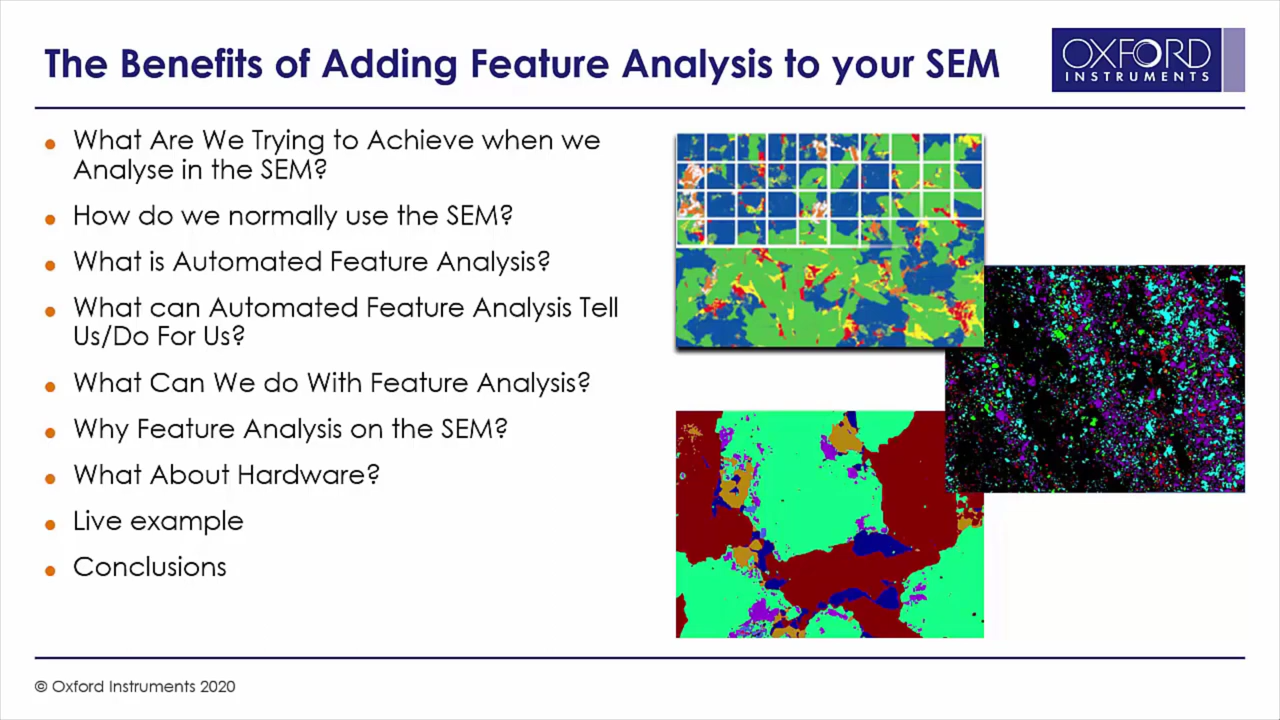 The Benefits of Adding Feature Analysis to your SEM
OXFORD
INSTRUMENTS
What Are We Trying to Achieve when we
Analyse in the SEM?
How do we normally use the SEM?
What is Automated Feature Analysis?
What can Automated Feature Analysis Tell
Us/Do For Us?
What Can We do With Feature Analysis?
Why Feature Analysis on the SEM?
What About Hardware?
Live example
Conclusions
© Oxford Instruments 2020